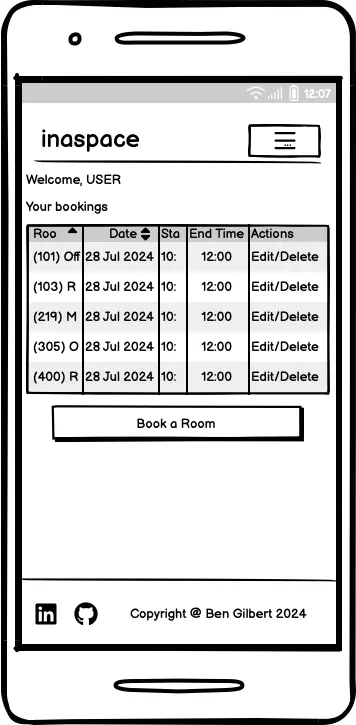 12:07
inaspace
Welcome, USER
Your bookings
Roo Date Sta End Time Actions
(101) Off 28 Jul 2024 10: 12:00 Edit/Delete
(103) R 28 Jul 2024 10: 12:00 Edit/Delete
(219) M 28 Jul 2024 10: 12:00 Edit/Delete
(305) O 28 Jul 2024 10: 12:00 Edit/Delete
(400) R 28 Jul 2024 10: 12:00 Edit/Delete
Book a Room
in Copyright @ Ben Gilbert 2024